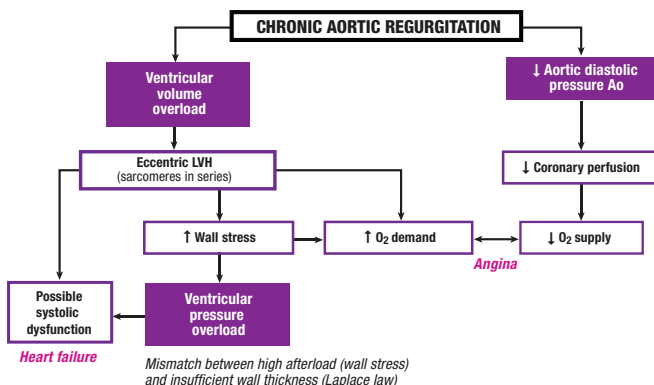 CHRONIC AORTIC REGURGITATION
Ventricular
volume
overload
↓ Aortic diastolic
pressure Ao
Eccentric LVH
(sarcomeres in series)
↓ Coronary perfusion
↑ Wall stress
↑ O₂ demand
↓ O₂ supply
Angina
Possible
systolic
dysfunction
Ventricular
pressure
overload
Heart failure
Mismatch between high afterload (wall stress)
and insufficient wall thickness (Laplace law)